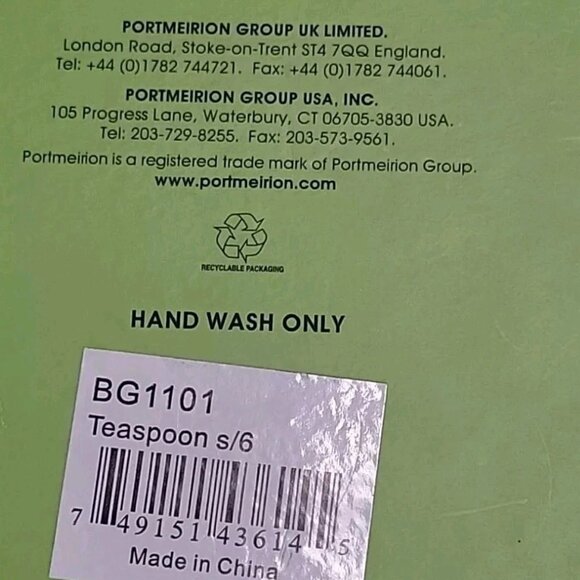 PORTMEIRION GROUP UK LIMITED.
London Road, Stoke-on-Trent ST4 7QQ England.
Tel: +44 (0)1782 744721. Fax: +44 (0)1782 744061.
PORTMEIRION GROUP USA, INC.
105 Progress Lane, Waterbury, CT 06705-3830 USA.
Tel: 203-729-8255. Fax: 203-573-9561.
Portmeirion is a registered trade mark of Portmeirion Group.
www.portmeirion.com
RECYCLABLE PACKAGING
HAND WASH ONLY
BG1101
Teaspoon s/6
7 49151 43614 5
Made in China